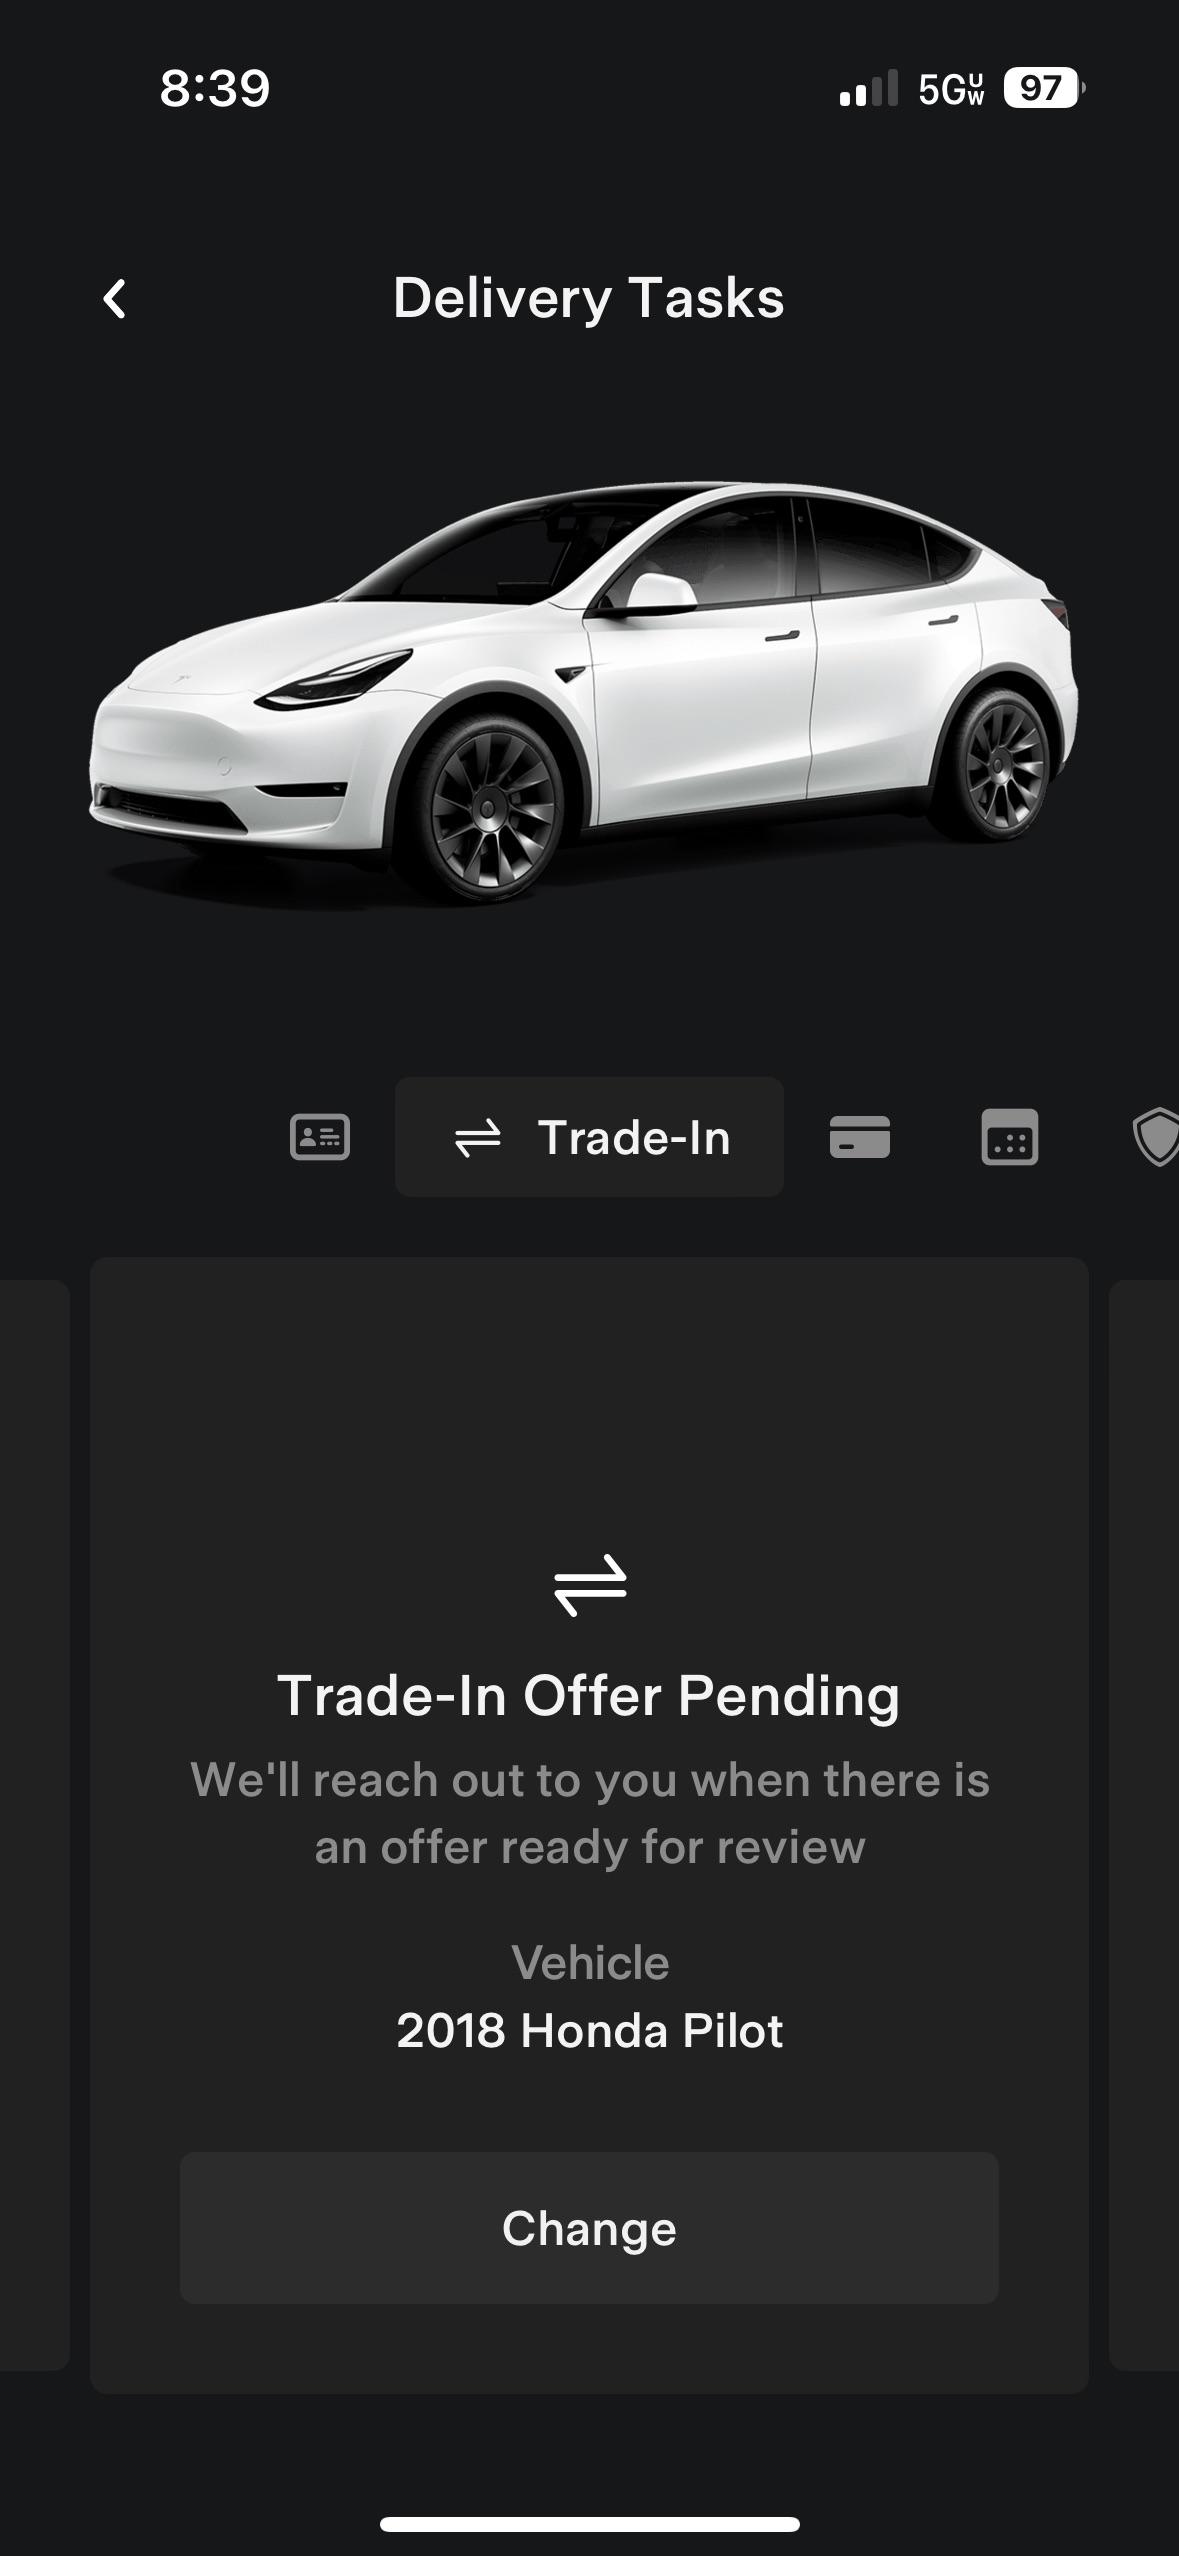 8:39
5G UW 97
Delivery Tasks
Trade-In
Trade-In Offer Pending
We'll reach out to you when there is
an offer ready for review
Vehicle
2018 Honda Pilot
Change